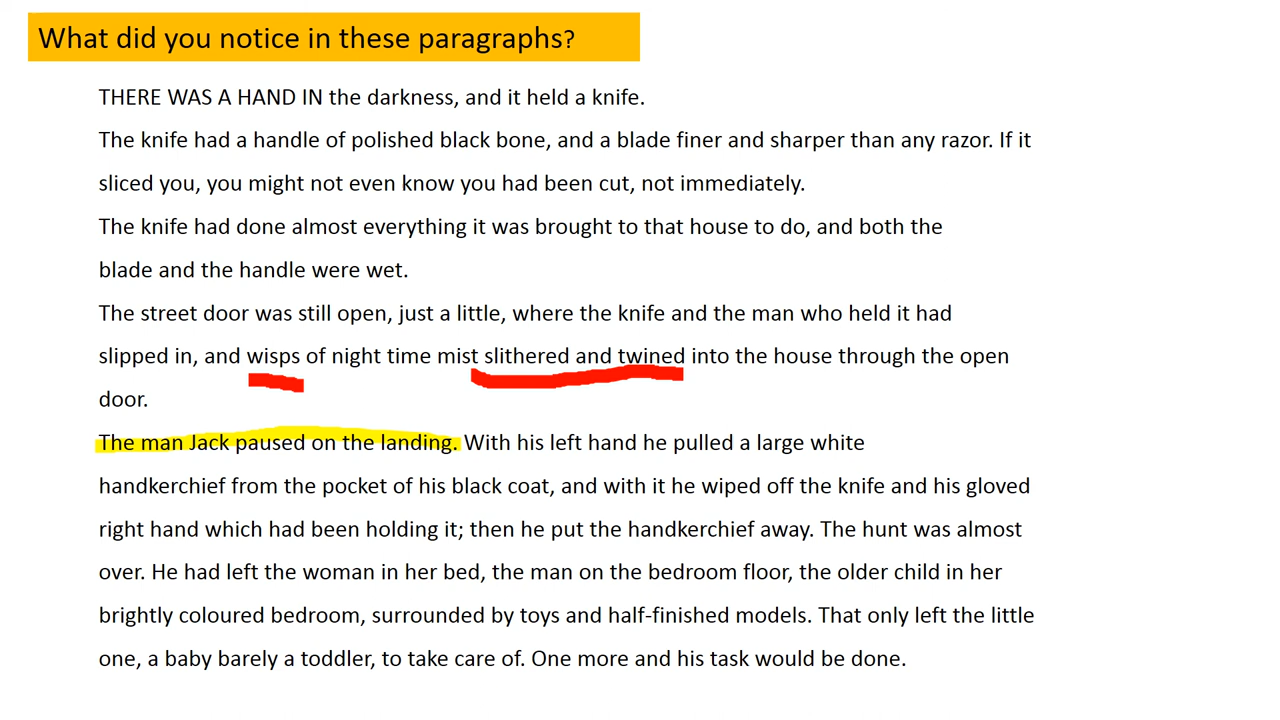 What did you notice in these paragraphs?
THERE WAS A HAND IN the darkness, and it held a knife.
The knife had a handle of polished black bone, and a blade finer and sharper than any razor. If it
sliced you, you might not even know you had been cut, not immediately.
The knife had done almost everything it was brought to that house to do, and both the
blade and the handle were wet.
The street door was still open, just a little, where the knife and the man who held it had
slipped in, and wisps of night time mist slithered and twined into the house through the open
door.
The man Jack paused on the landing. With his left hand he pulled a large white
handkerchief from the pocket of his black coat, and with it he wiped off the knife and his gloved
right hand which had been holding it; then he put the handkerchief away. The hunt was almost
over. He had left the woman in her bed, the man on the bedroom floor, the older child in her
brightly coloured bedroom, surrounded by toys and half-finished models. That only left the little
one, a baby barely a toddler, to take care of. One more and his task would be done.